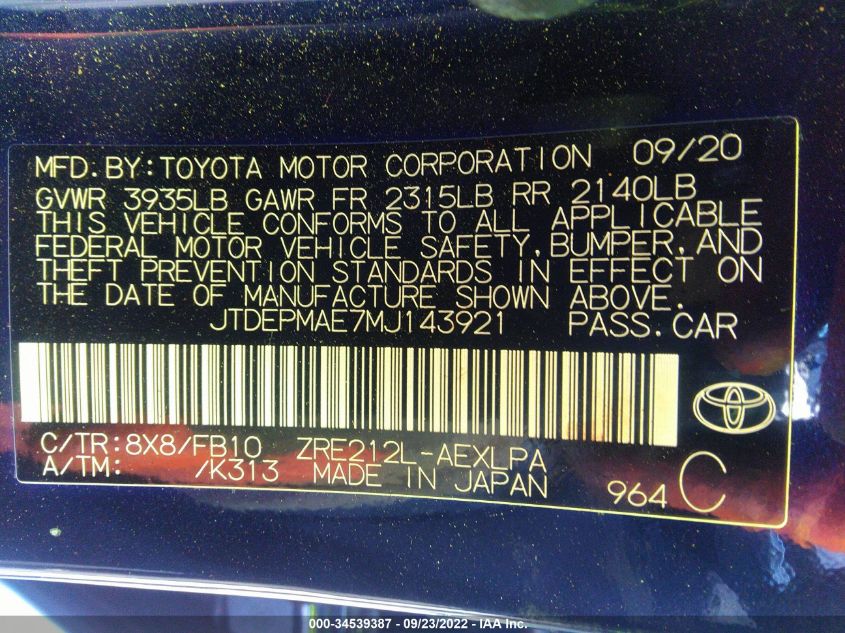 MFD. BY: TOYOTA MOTOR CORPORATION 09/20
GVWR 3935LB GAWR FR 2315LB RR 2140LB
THIS VEHICLE CONFORMS TO ALL APPLICABLE
FEDERAL MOTOR VEHICLE SAFETY, BUMPER, AND
THEFT PREVENTION STANDARDS IN EFFECT ON
THE DATE OF MANUFACTURE SHOWN ABOVE.
JTDEPMAE7MJ143921 PASS. CAR
C/TR: 8X8/FB10 ZRE212L-AEXLPA
A/TM: /K313 MADE IN JAPAN 964 C
000-34539387 - 09/23/2022 - IAA Inc.